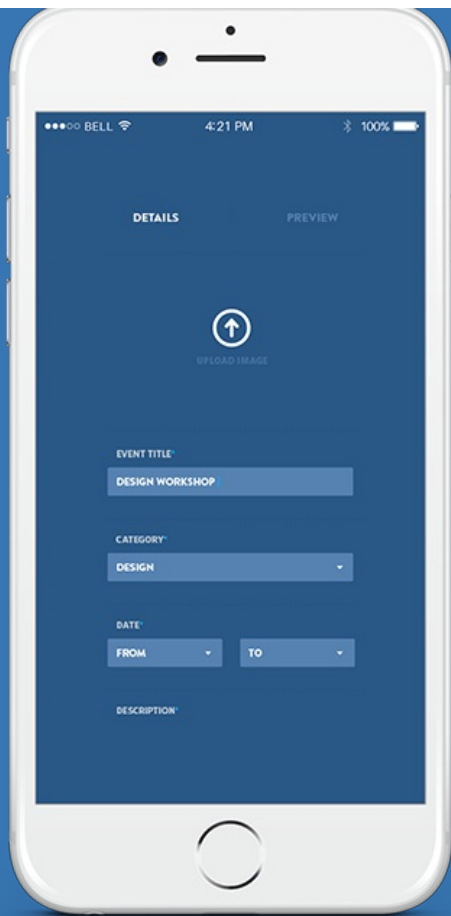 BELL 4:21 PM 100%
DETAILS PREVIEW
UPLOAD IMAGE
EVENT TITLE*
DESIGN WORKSHOP
CATEGORY*
DESIGN
DATE*
FROM TO
DESCRIPTION*